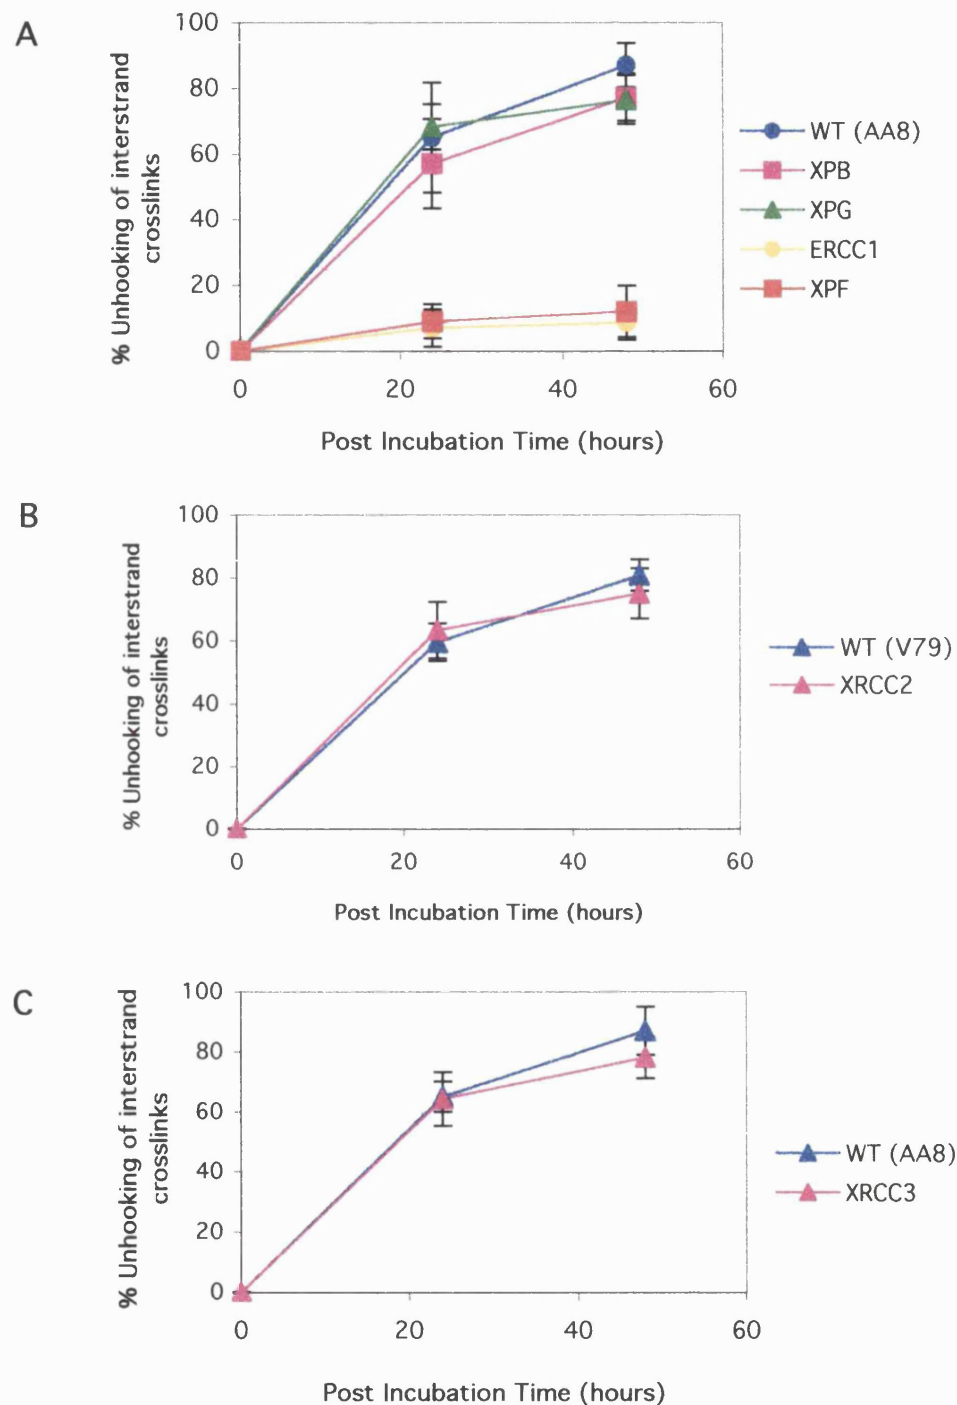 A
% Unhooking of interstrand
crosslinks
100
80
60
40
20
0
0 20 40 60
Post Incubation Time (hours)
WT (AA8)
XPB
XPG
ERCC1
XPF
B
% Unhooking of interstrand
crosslinks
100
80
60
40
20
0
0 20 40 60
Post Incubation Time (hours)
WT (V79)
XRCC2
C
% Unhooking of interstrand
crosslinks
100
80
60
40
20
0
0 20 40 60
Post Incubation Time (hours)
WT (AA8)
XRCC3